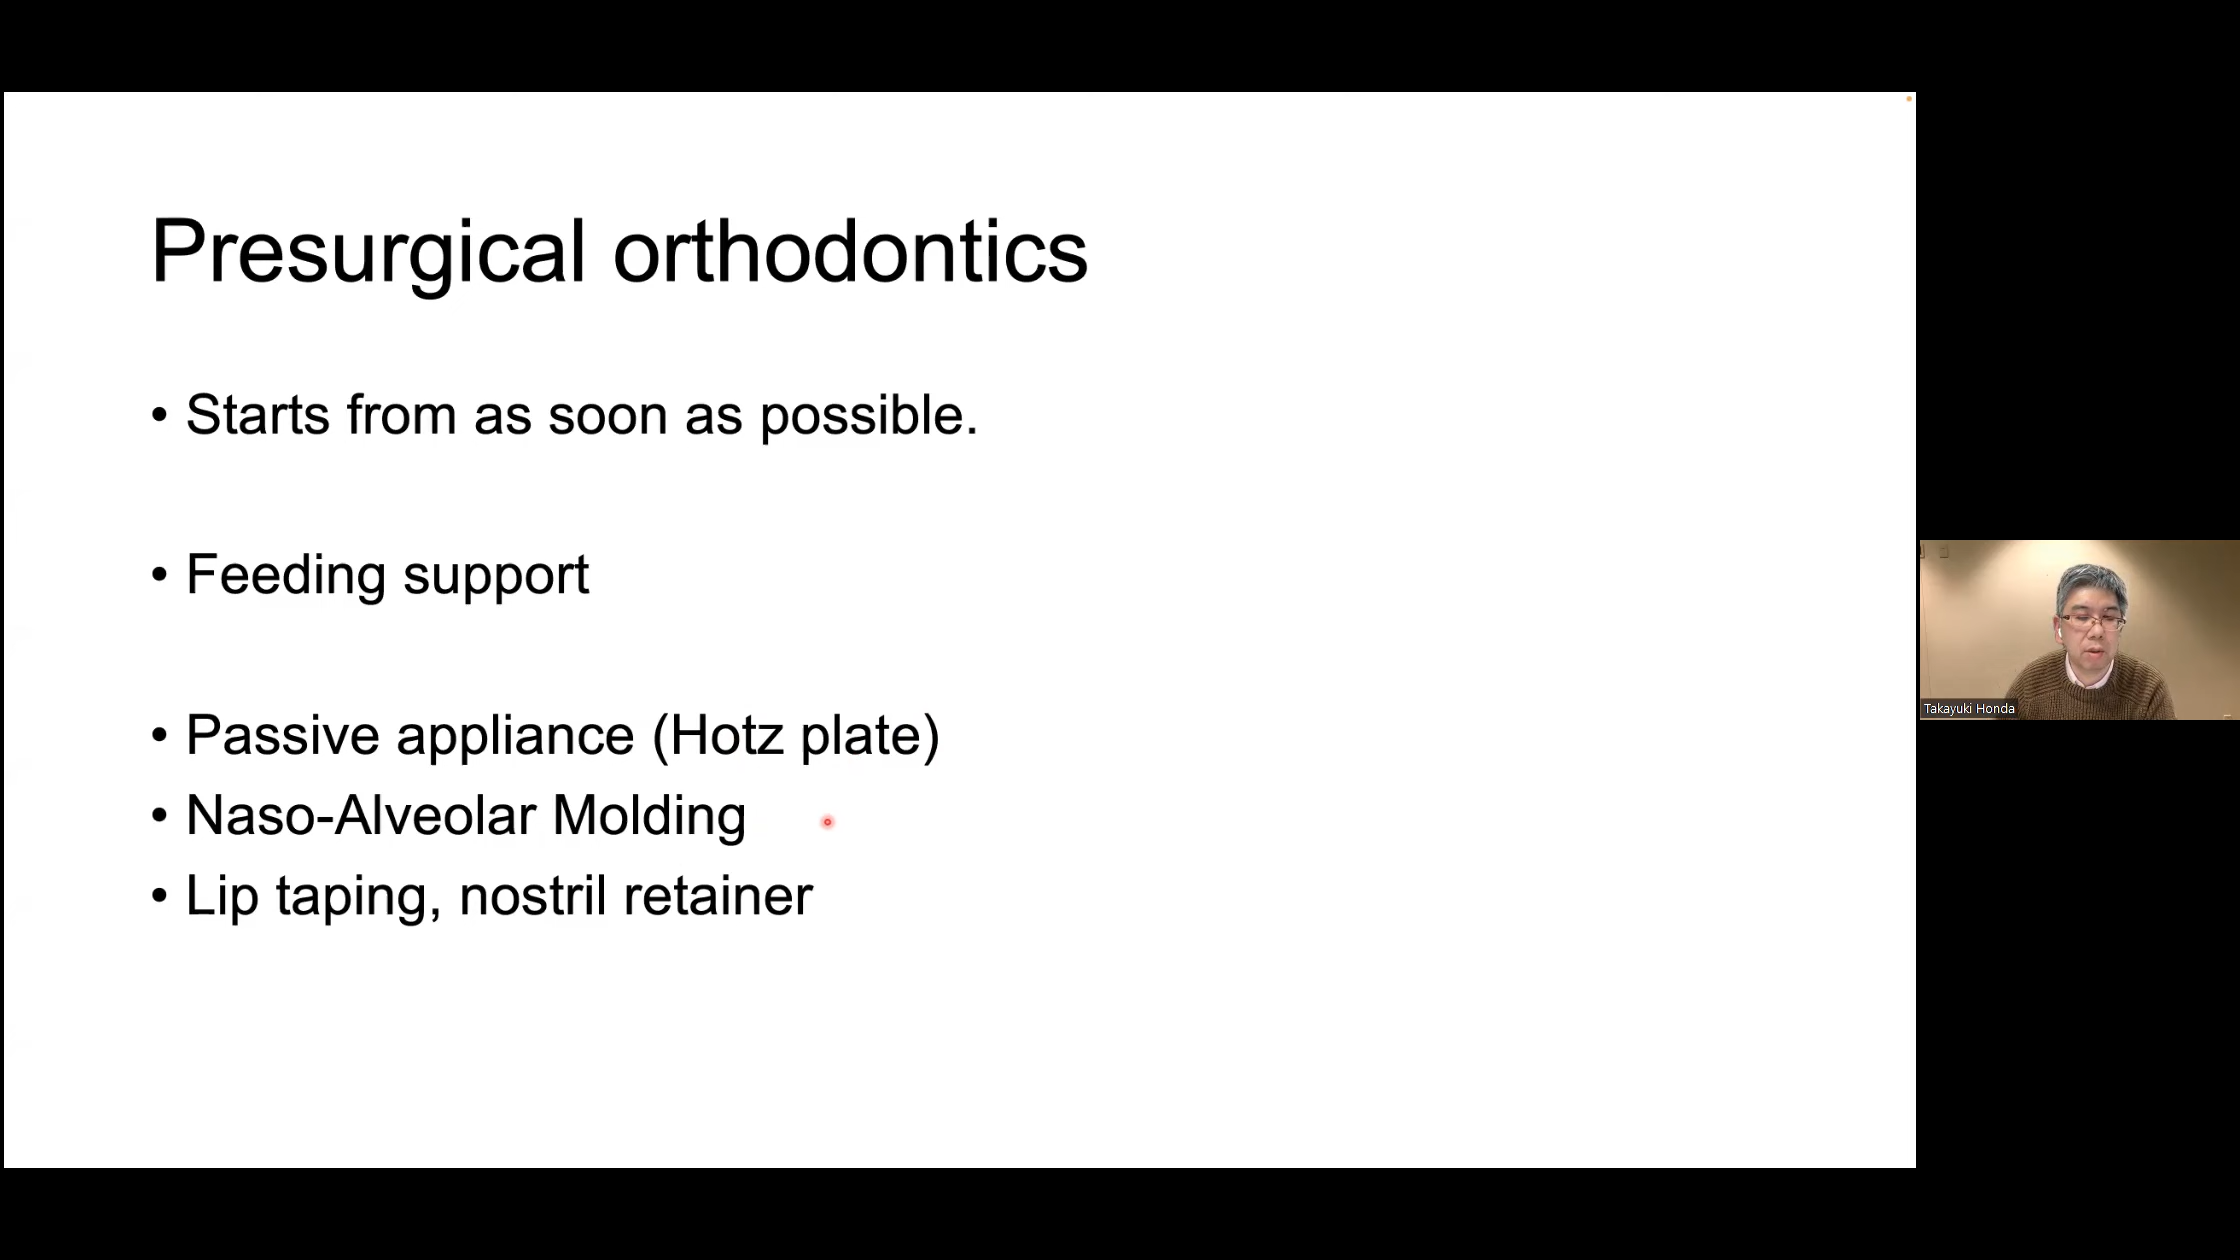 Presurgical orthodontics
• Starts from as soon as possible.
• Feeding support
• Passive appliance (Hotz plate)
• Naso-Alveolar Molding
• Lip taping, nostril retainer
Takayuki Honda